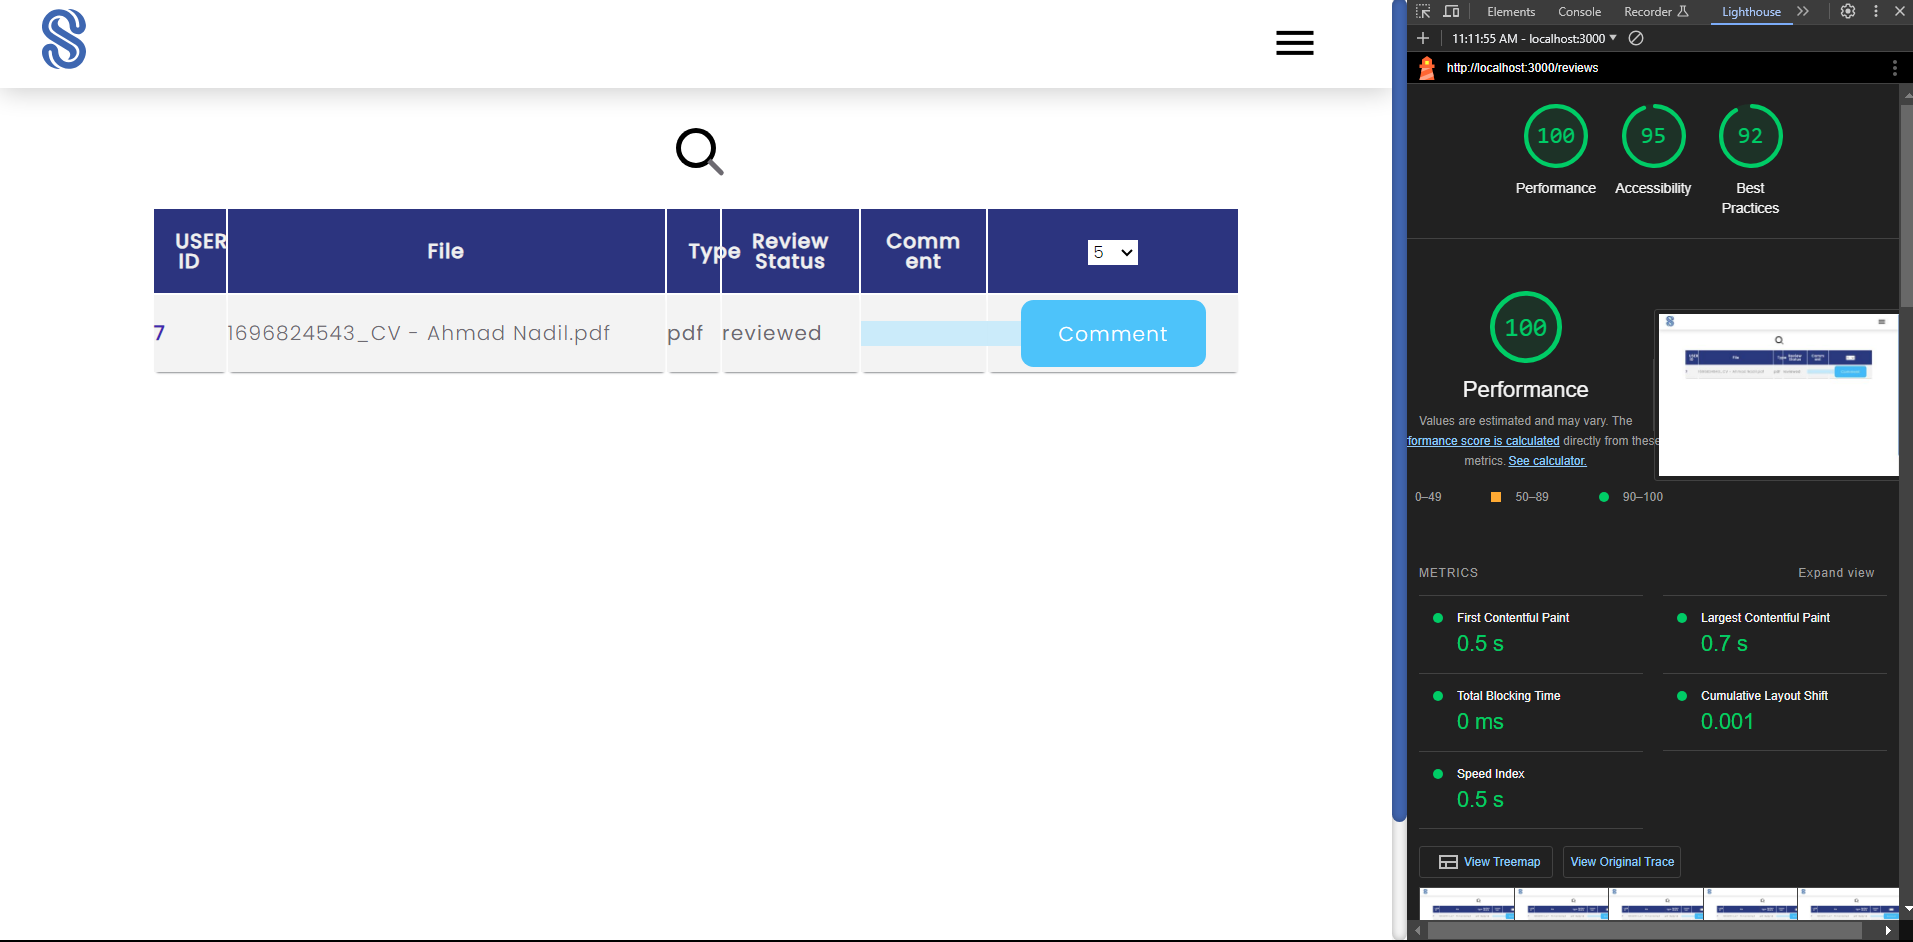 USER
ID
File
Type
Review
Status
Comm
ent
5
7
1696824543_CV - Ahmad Nadil.pdf
pdf
reviewed
Comment
Elements
Console
Recorder
Lighthouse
11:11:55 AM - localhost:3000
http://localhost:3000/reviews
100
95
92
Performance
Accessibility
Best
Practices
100
Performance
Values are estimated and may vary. The
formance score is calculated directly from these
metrics. See calculator.
0–49
50–89
90–100
METRICS
Expand view
First Contentful Paint
0.5 s
Largest Contentful Paint
0.7 s
Total Blocking Time
0 ms
Cumulative Layout Shift
0.001
Speed Index
0.5 s
View Treemap
View Original Trace